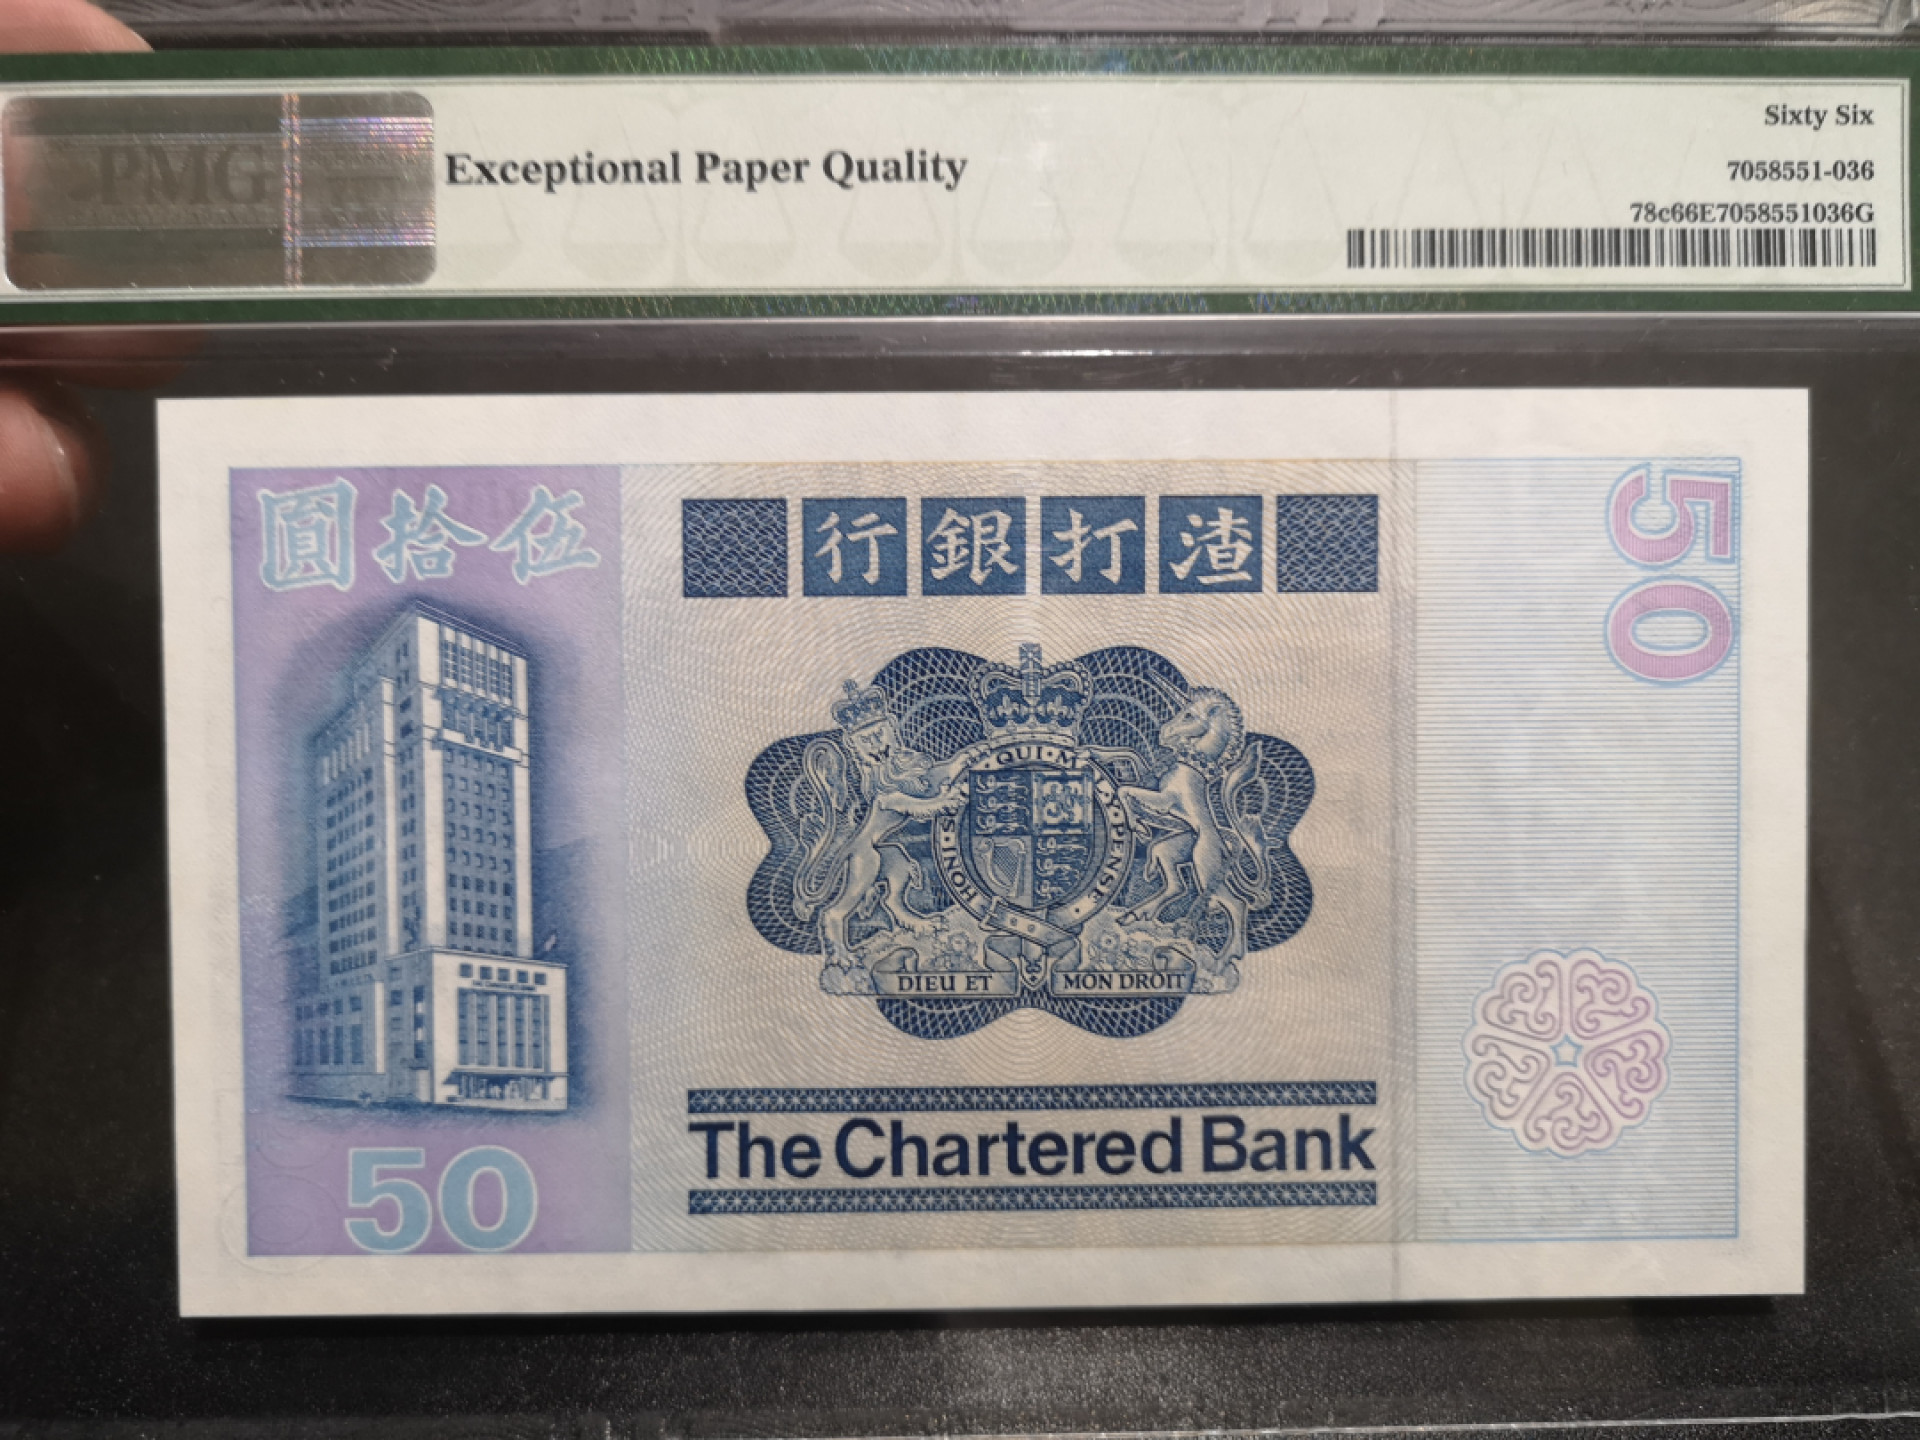 Sixty Six
PMG
Exceptional Paper Quality
7058551-036
78c66E7058551036G
圓拾伍
行銀打渣
50
HONI·SOIT·QUI·MAL·Y·PENSE·
DIEU ET MON DROIT
The Chartered Bank
50